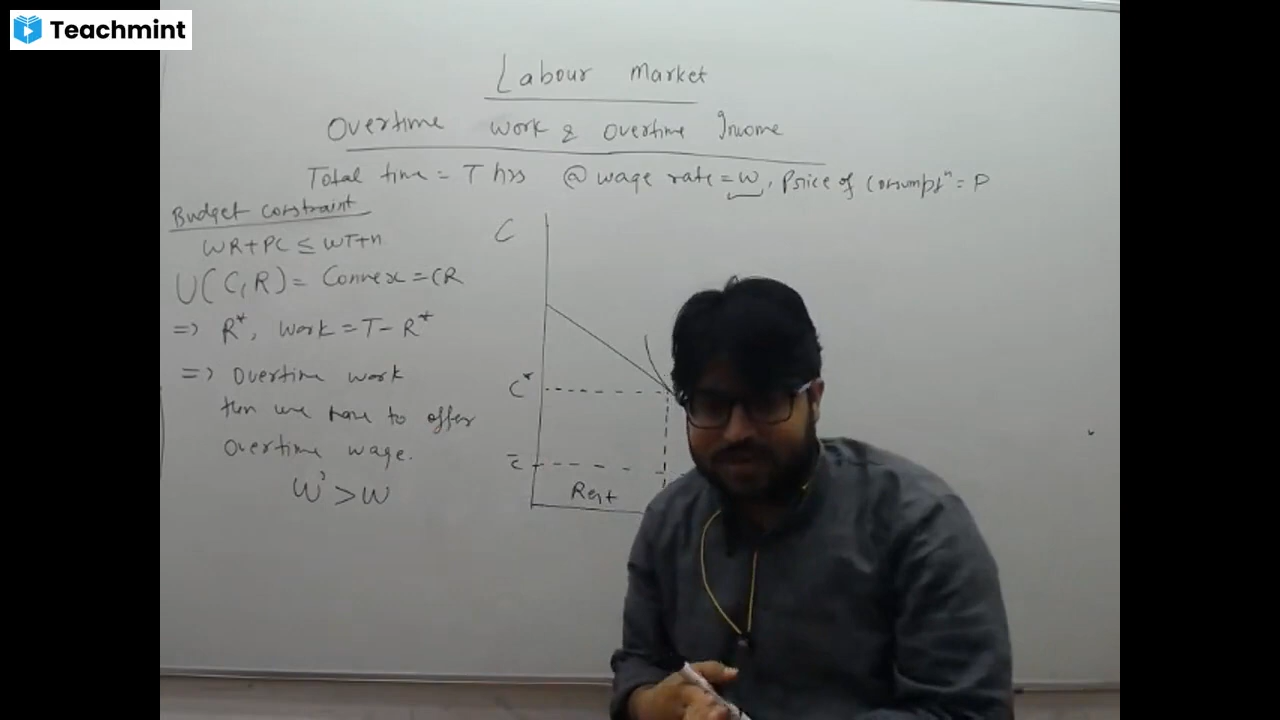 Teachmint
Labour Market
Overtime work & Overtime Income
Total time = T hrs @ wage rate = w, Price of Consumptⁿ = P
Budget constraint
WR + PC ≤ WT + n
U(C,R) = Convex = CR
=> R*, work = T - R*
=> Overtime work
then we have to offer
Overtime wage.
W' > W
C
C*
c̄
Rest